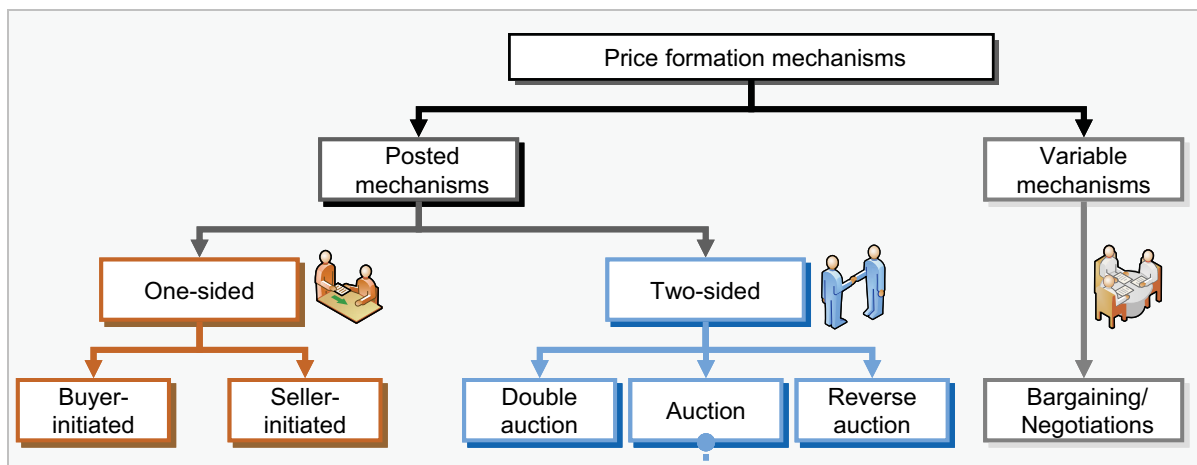 Price formation mechanisms
Posted
mechanisms
Variable
mechanisms
One-sided
Two-sided
Buyer-
initiated
Seller-
initiated
Double
auction
Auction
Reverse
auction
Bargaining/
Negotiations